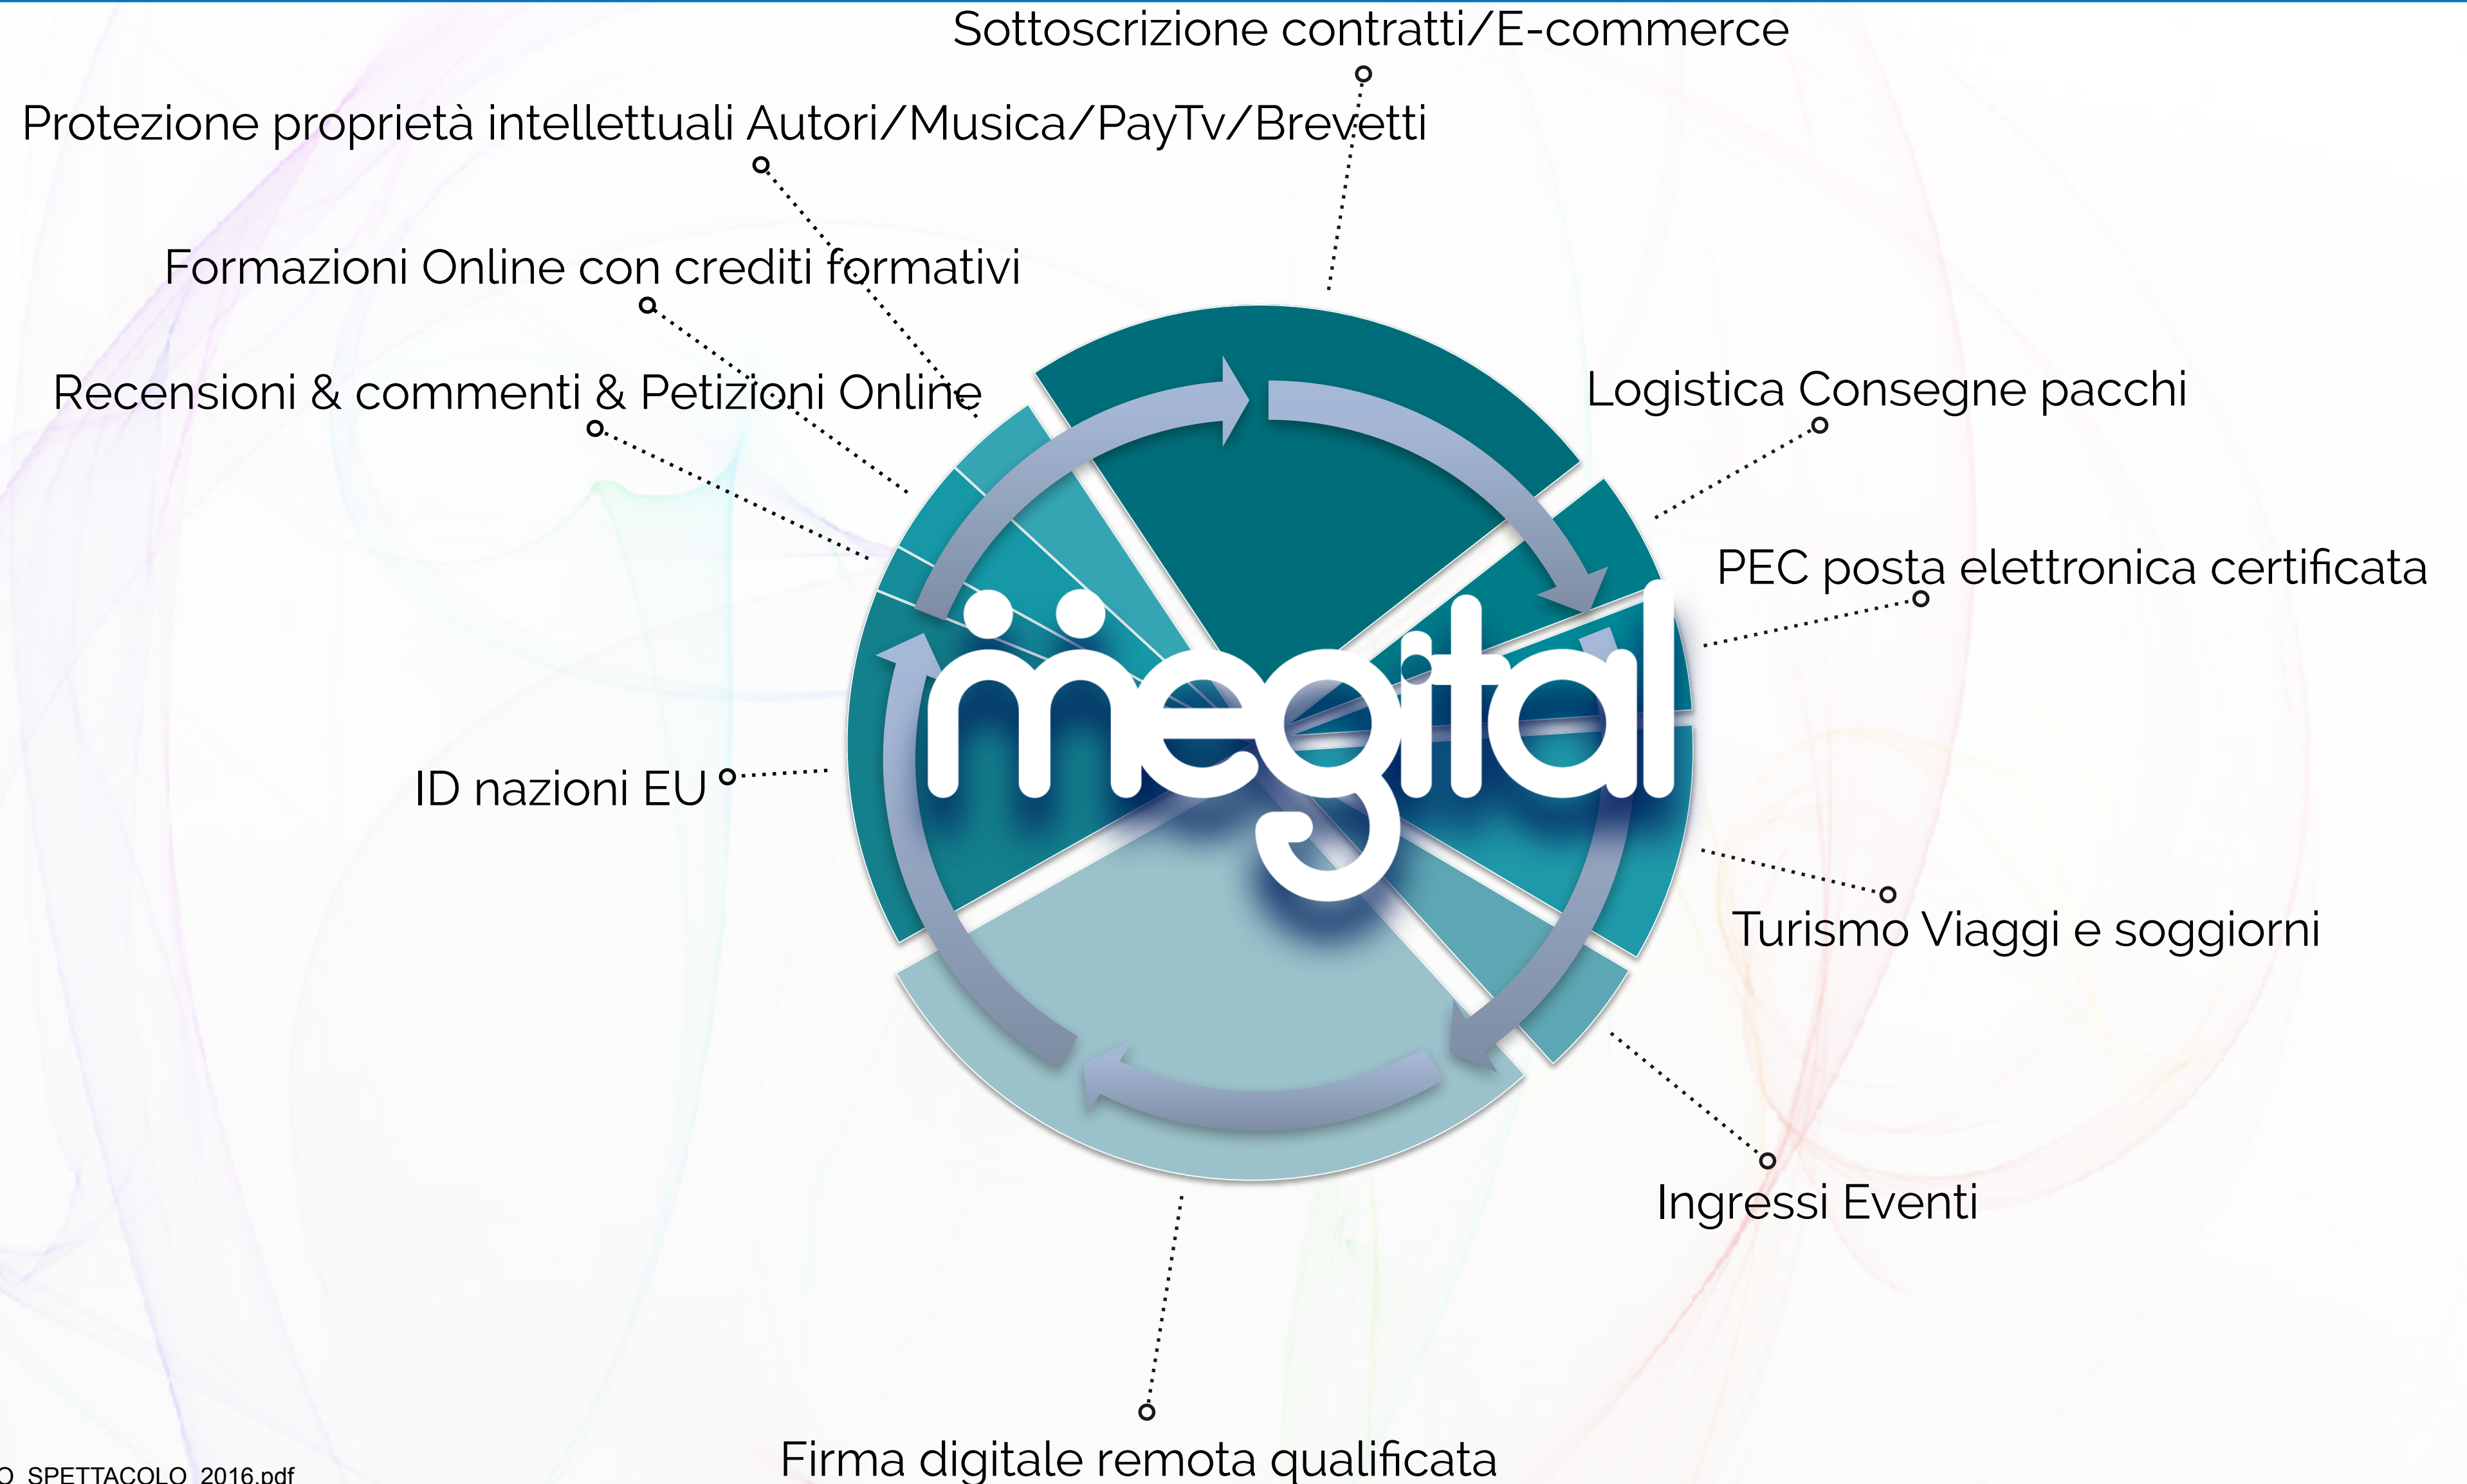 Sottoscrizione contratti/E-commerce
Protezione proprietà intellettuali Autori/Musica/PayTv/Brevetti
Formazioni Online con crediti formativi
Recensioni & commenti & Petizioni Online
Logistica Consegne pacchi
PEC posta elettronica certificata
megital
ID nazioni EU
Turismo Viaggi e soggiorni
Ingressi Eventi
Firma digitale remota qualificata
O_SPETTACOLO_2016.pdf